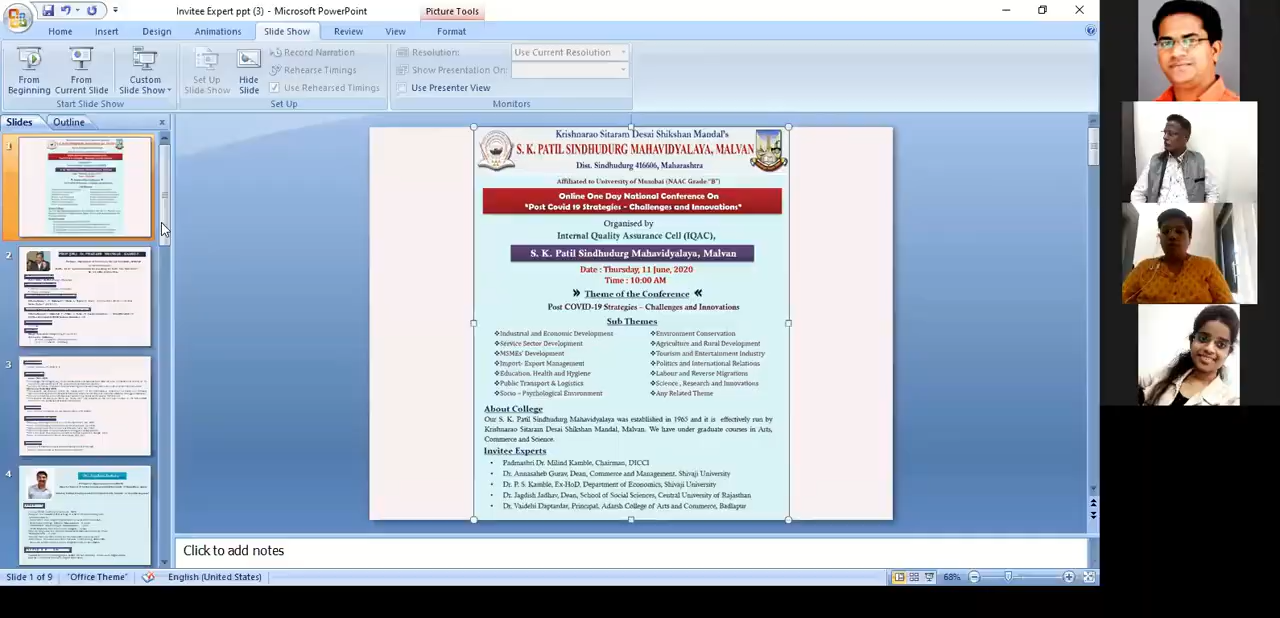 Invitee Expert ppt (3) - Microsoft PowerPoint
Picture Tools
Home Insert Design Animations Slide Show Review View Format
From Beginning
From Current Slide
Custom Slide Show
Set Up Slide Show
Hide Slide
Record Narration
Rehearse Timings
Use Rehearsed Timings
Resolution: Use Current Resolution
Show Presentation On:
Use Presenter View
Start Slide Show
Set Up
Monitors
Slides Outline
1
2
3
4
Krishnarao Sitaram Desai Shikshan Mandal's
S. K. PATIL SINDHUDURG MAHAVIDYALAYA, MALVAN
Dist. Sindhudurg 416606, Maharashtra
Affiliated to University of Mumbai (NAAC Grade "B")
Online One Day National Conference On
"Post Covid 19 Strategies - Challenges and Innovations"
Organised by
Internal Quality Assurance Cell (IQAC),
S. K. Patil Sindhudurg Mahavidyalaya, Malvan
Date : Thursday, 11 June, 2020
Time : 10:00 AM
» Theme of the Conference «
Post COVID-19 Strategies – Challenges and Innovations
Sub Themes
❖Industrial and Economic Development
❖Service Sector Development
❖MSMEs' Development
❖Import- Export Management
❖Education, Health and Hygiene
❖Public Transport & Logistics
❖Socio – Psychological Environment
❖Environment Conservation
❖Agriculture and Rural Development
❖Tourism and Entertainment Industry
❖Politics and International Relations
❖Labour and Reverse Migrations
❖Science , Research and Innovations
❖Any Related Theme
About College
Our S. K. Patil Sindhudurg Mahavidyalaya was established in 1965 and it is effectively run by
Krishnarao Sitaram Desai Shikshan Mandal, Malvan. We have under graduate courses in Arts,
Commerce and Science.
Invitee Experts
• Padmashri Dr. Milind Kamble, Chairman, DICCI
• Dr. Annasaheb Gurav, Dean, Commerce and Management, Shivaji University
• Dr. P. S. Kamble, Ex-HoD, Department of Economics, Shivaji University
• Dr. Jagdish Jadhav, Dean, School of Social Sciences, Central University of Rajasthan
• Dr. Vaidehi Daptardar, Principal, Adarsh College of Arts and Commerce, Badlapur
Click to add notes
Slide 1 of 9 "Office Theme" English (United States) 68%